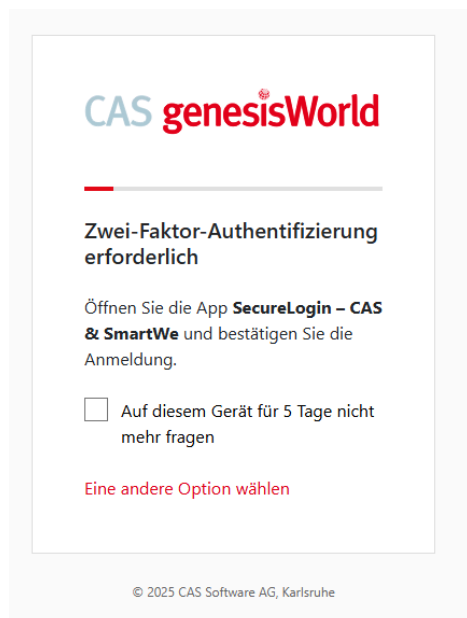 CAS genesisWorld
Zwei-Faktor-Authentifizierung
erforderlich
Öffnen Sie die App SecureLogin – CAS
& SmartWe und bestätigen Sie die
Anmeldung.
Auf diesem Gerät für 5 Tage nicht
mehr fragen
Eine andere Option wählen
© 2025 CAS Software AG, Karlsruhe